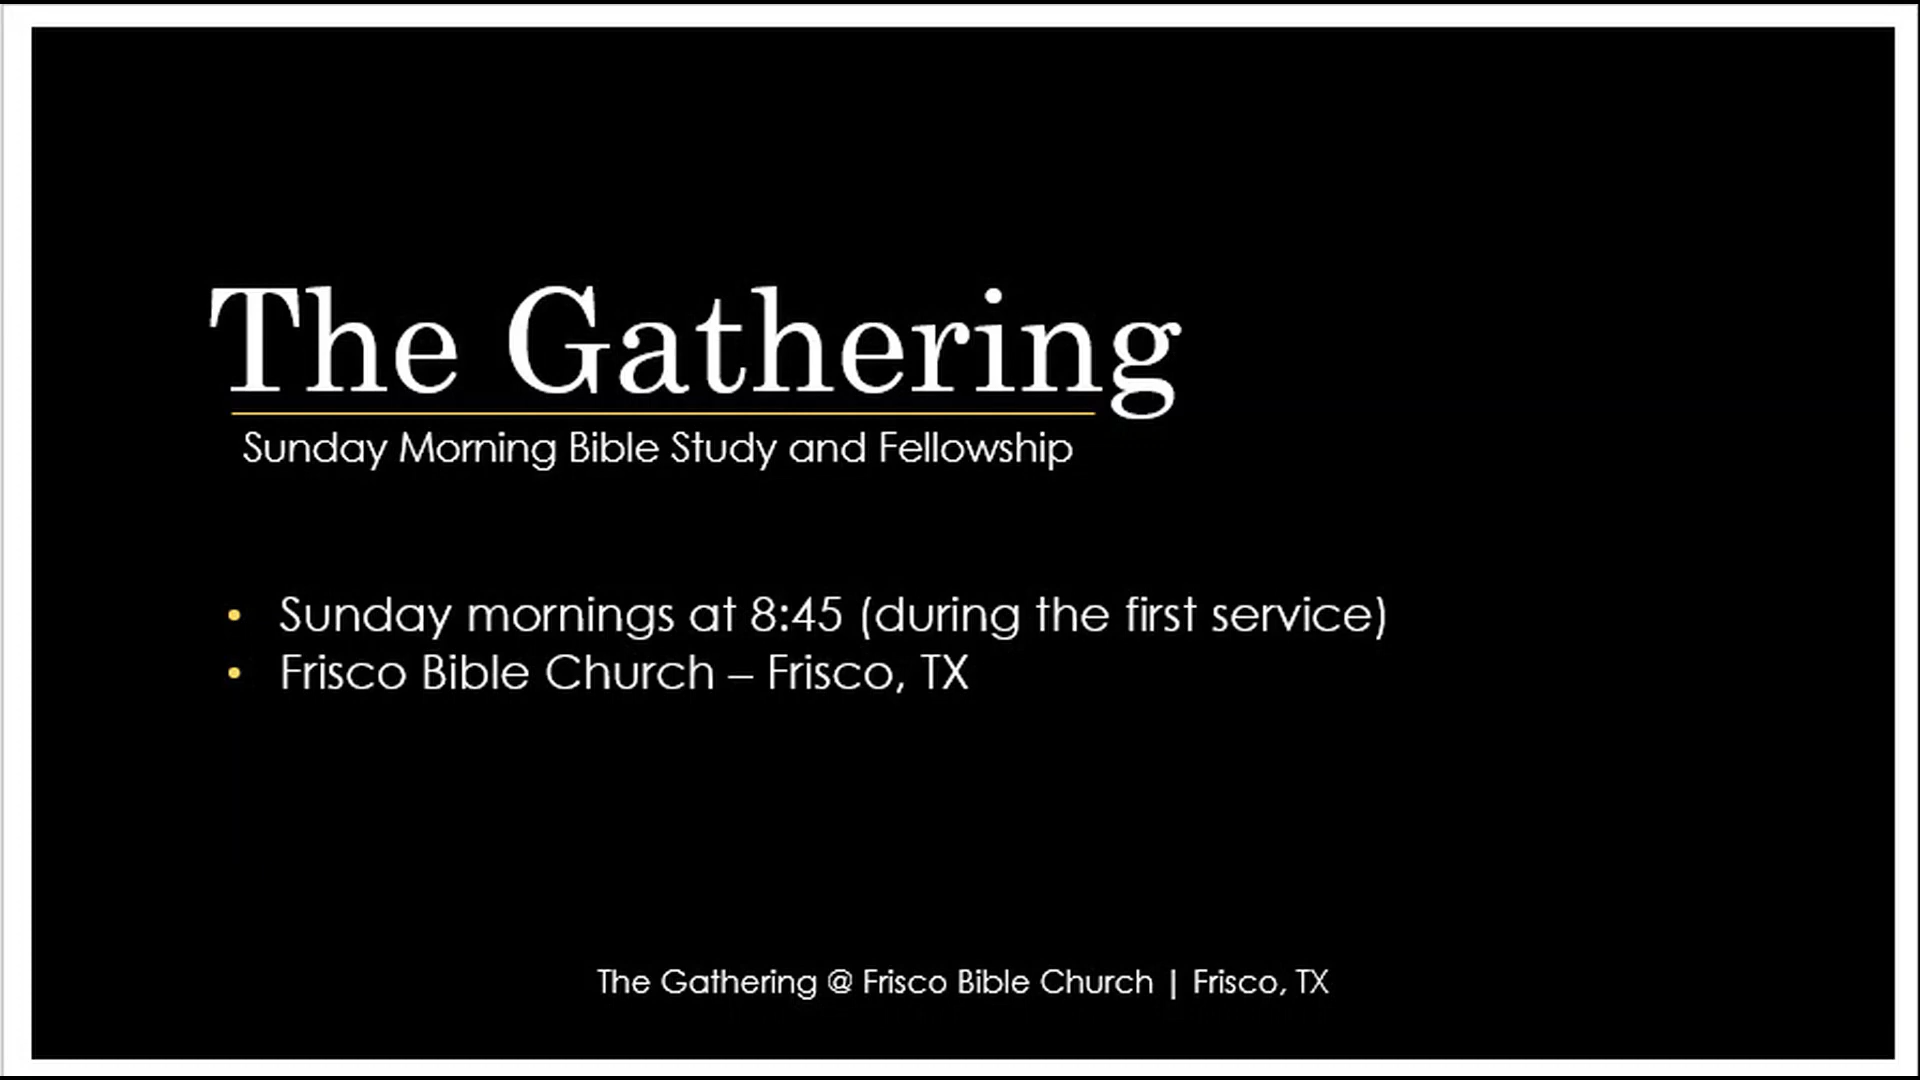 The Gathering
Sunday Morning Bible Study and Fellowship
• Sunday mornings at 8:45 (during the first service)
• Frisco Bible Church – Frisco, TX
The Gathering @ Frisco Bible Church | Frisco, TX